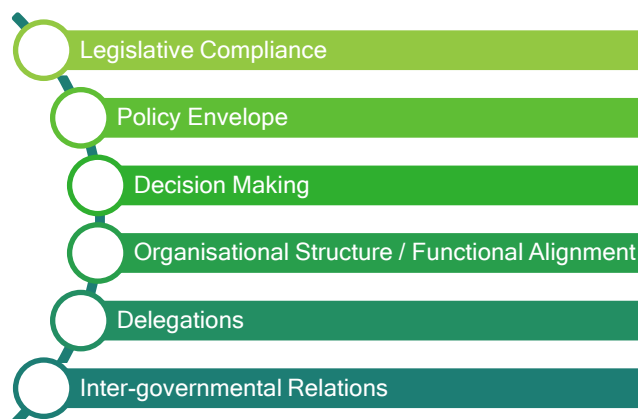 Legislative Compliance
Policy Envelope
Decision Making
Organisational Structure / Functional Alignment
Delegations
Inter-governmental Relations